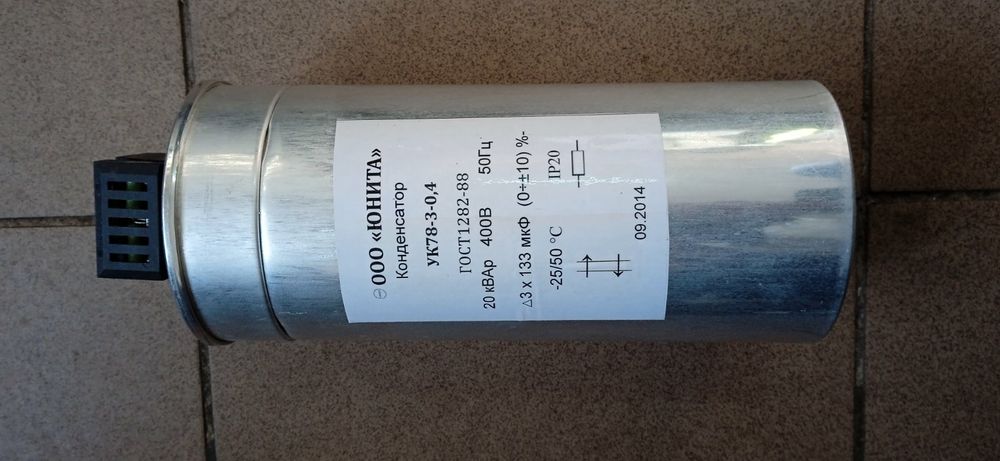 ООО «ЮНИТА»
Конденсатор
УК78-3-0,4
ГОСТ1282-88
20 кВАр 400В 50Гц
△3 х 133 мкФ (0÷±10) %-
-25/50 °С IP20
09.2014